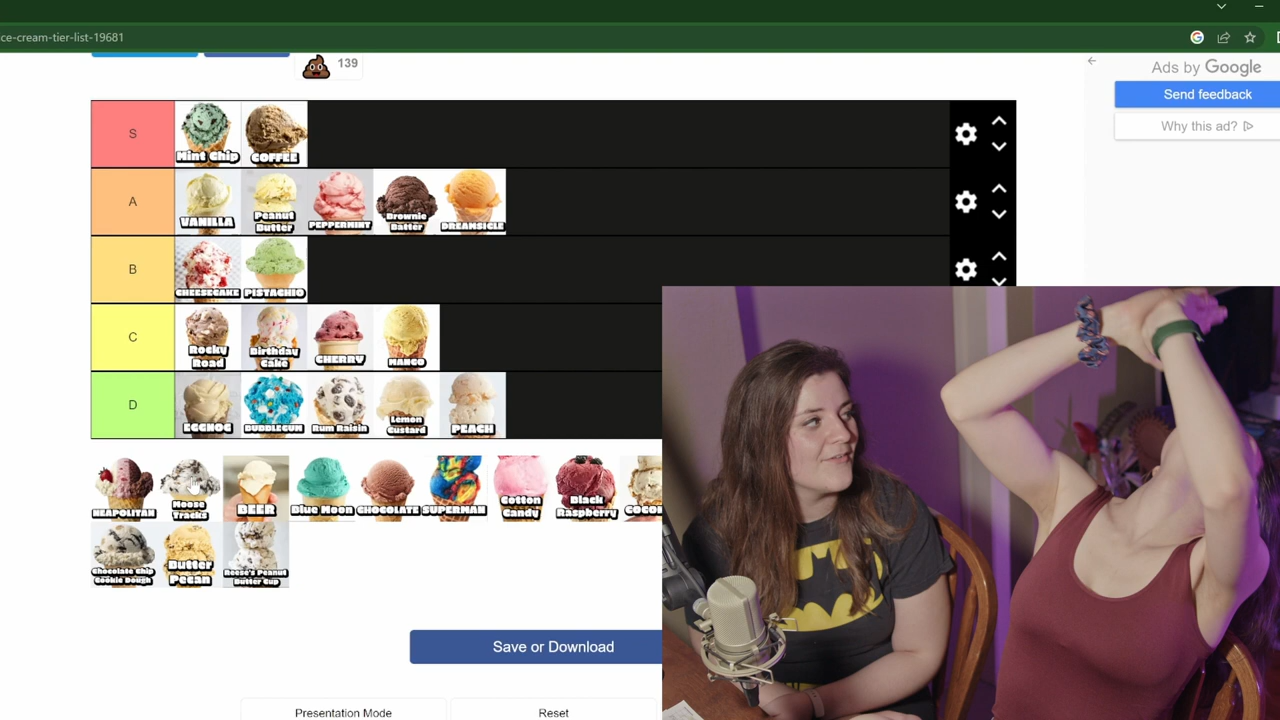 ce-cream-tier-list-19681
139
Ads by Google
Send feedback
Why this ad?
S
Mint Chip
COFFEE
A
VANILLA
Peanut Butter
PEPPERMINT
Brownie Batter
DREAMSICLE
B
CHEESECAKE
PISTACHIO
C
Rocky Road
Birthday Cake
CHERRY
MANGO
D
EGGNOG
BUBBLEGUM
Rum Raisin
Lemon Custard
PEACH
NEAPOLITAN
Moose Tracks
BEER
Blue Moon
CHOCOLATE
SUPERMAN
Cotton Candy
Black Raspberry
COCO
Chocolate Chip Cookie Dough
Butter Pecan
Reese's Peanut Butter Cup
Save or Download
Presentation Mode
Reset